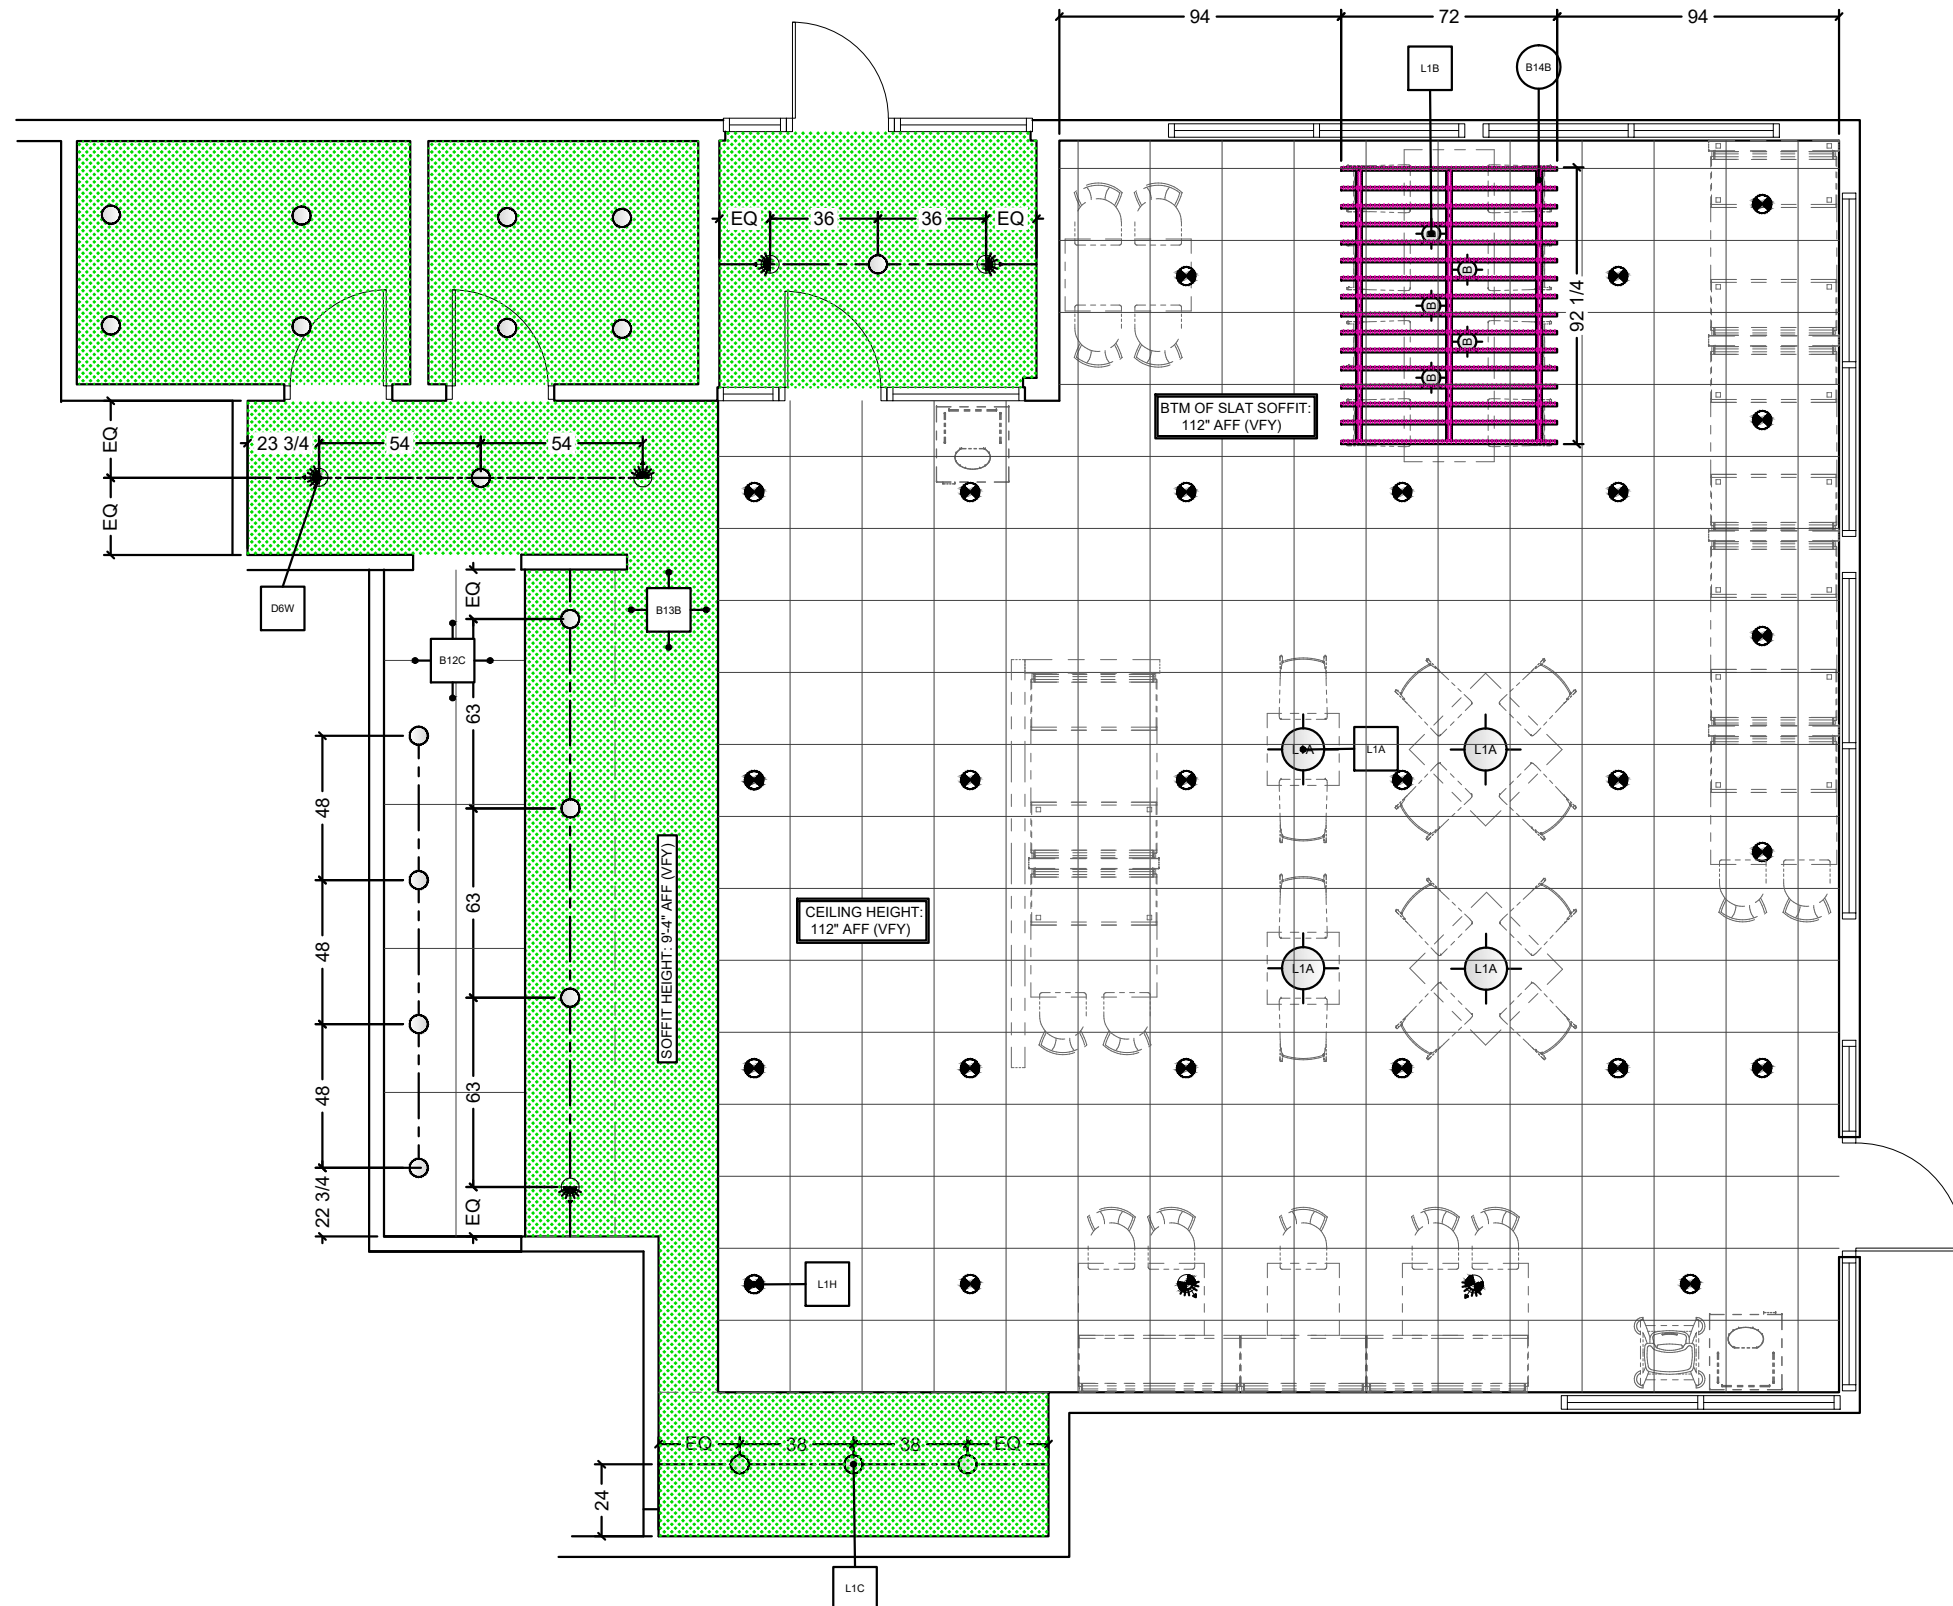 94
72
94
L1B
B14B
EQ
36
36
EQ
B
B
B
B
92 1/4
BTM OF SLAT SOFFIT:
112" AFF (VFY)
EQ
EQ
23 3/4
54
54
D6W
EQ
B13B
B12C
63
63
63
EQ
48
48
48
22 3/4
SOFFIT HEIGHT: 9'-4" AFF (VFY)
CEILING HEIGHT:
112" AFF (VFY)
L1A
L1A
L1A
L1A
L1A
L1H
EQ
38
38
EQ
24
L1C